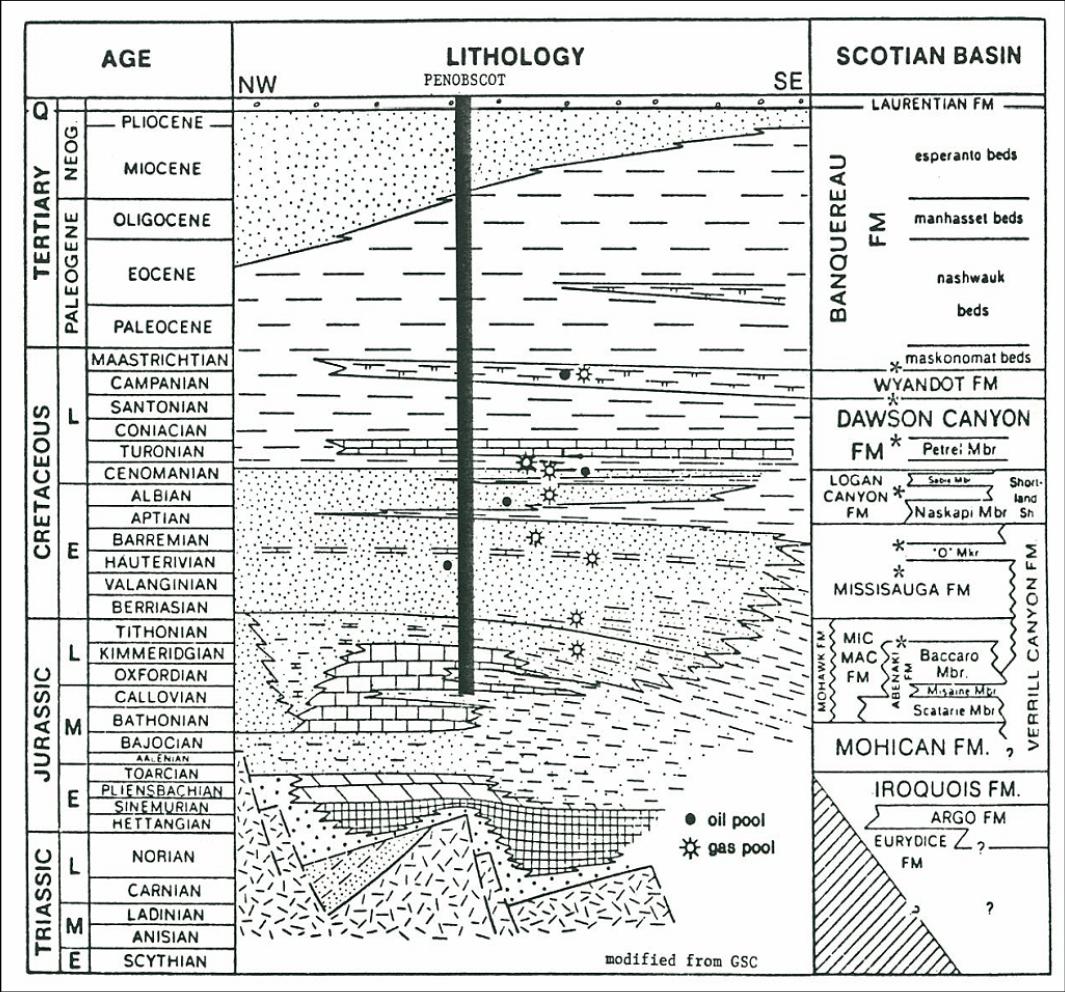 AGE
LITHOLOGY
SCOTIAN BASIN
NW
PENOBSCOT
SE
Q
TERTIARY
NEOG.
PALEOGENE
PLIOCENE
MIOCENE
OLIGOCENE
EOCENE
PALEOCENE
CRETACEOUS
L
E
MAASTRICHTIAN
CAMPANIAN
SANTONIAN
CONIACIAN
TURONIAN
CENOMANIAN
ALBIAN
APTIAN
BARREMIAN
HAUTERIVIAN
VALANGINIAN
BERRIASIAN
JURASSIC
L
M
E
TITHONIAN
KIMMERIDGIAN
OXFORDIAN
CALLOVIAN
BATHONIAN
BAJOCIAN
AALENIAN
TOARCIAN
PLIENSBACHIAN
SINEMURIAN
HETTANGIAN
TRIASSIC
L
M
E
NORIAN
CARNIAN
LADINIAN
ANISIAN
SCYTHIAN
oil pool
gas pool
modified from GSC
LAURENTIAN FM
BANQUEREAU
FM
esperanto beds
manhasset beds
nashwauk
beds
maskonomat beds
*
WYANDOT FM
*
DAWSON CANYON
FM * Petrel Mbr
LOGAN
CANYON *
FM
Sable Mbr
Naskapi Mbr
Short-
land
Sh
* "O" Mkr
*
MISSISAUGA FM
VERRILL CANYON FM
MOHAWK FM
MIC
MAC
FM
*
ABENAKI
FM
Baccaro
Mbr.
Misaine Mbr
Scatarie Mbr
MOHICAN FM. ?
IROQUOIS FM.
ARGO FM
EURYDICE ?
FM
? ?